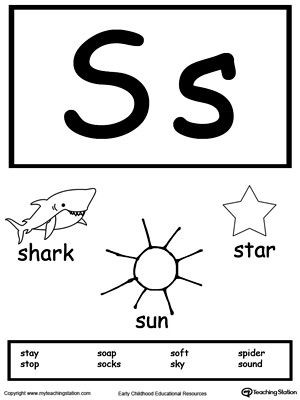 Ss
shark
star
sun
stay soap soft spider
stop socks sky sound
Copyright www.myteachingstation.com
Early Childhood Educational Resources
MyTeachingStation